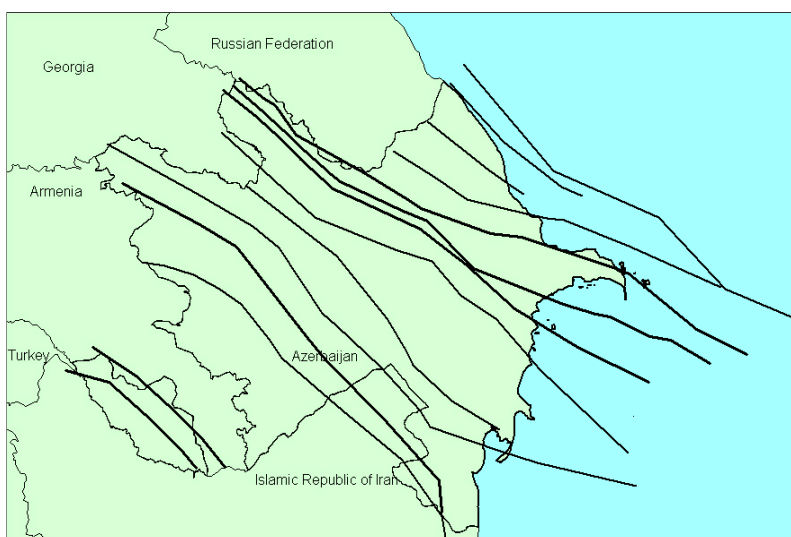 Russian Federation
Georgia
Armenia
Turkey
Azerbaijan
Islamic Republic of Iran